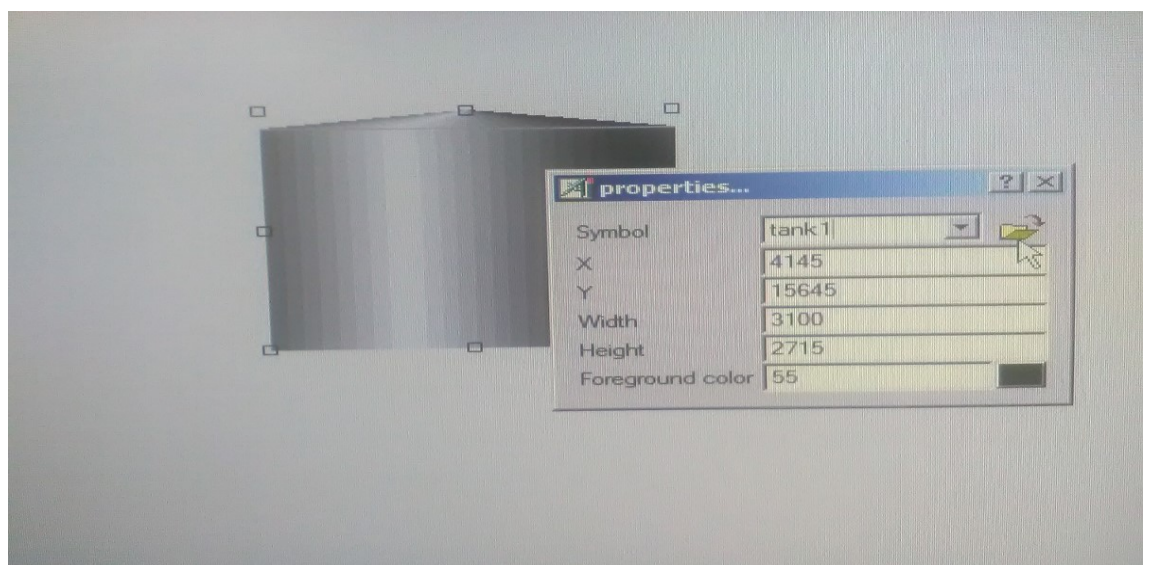 properties...
Symbol tank1
X 4145
Y 15645
Width 3100
Height 2715
Foreground color 55